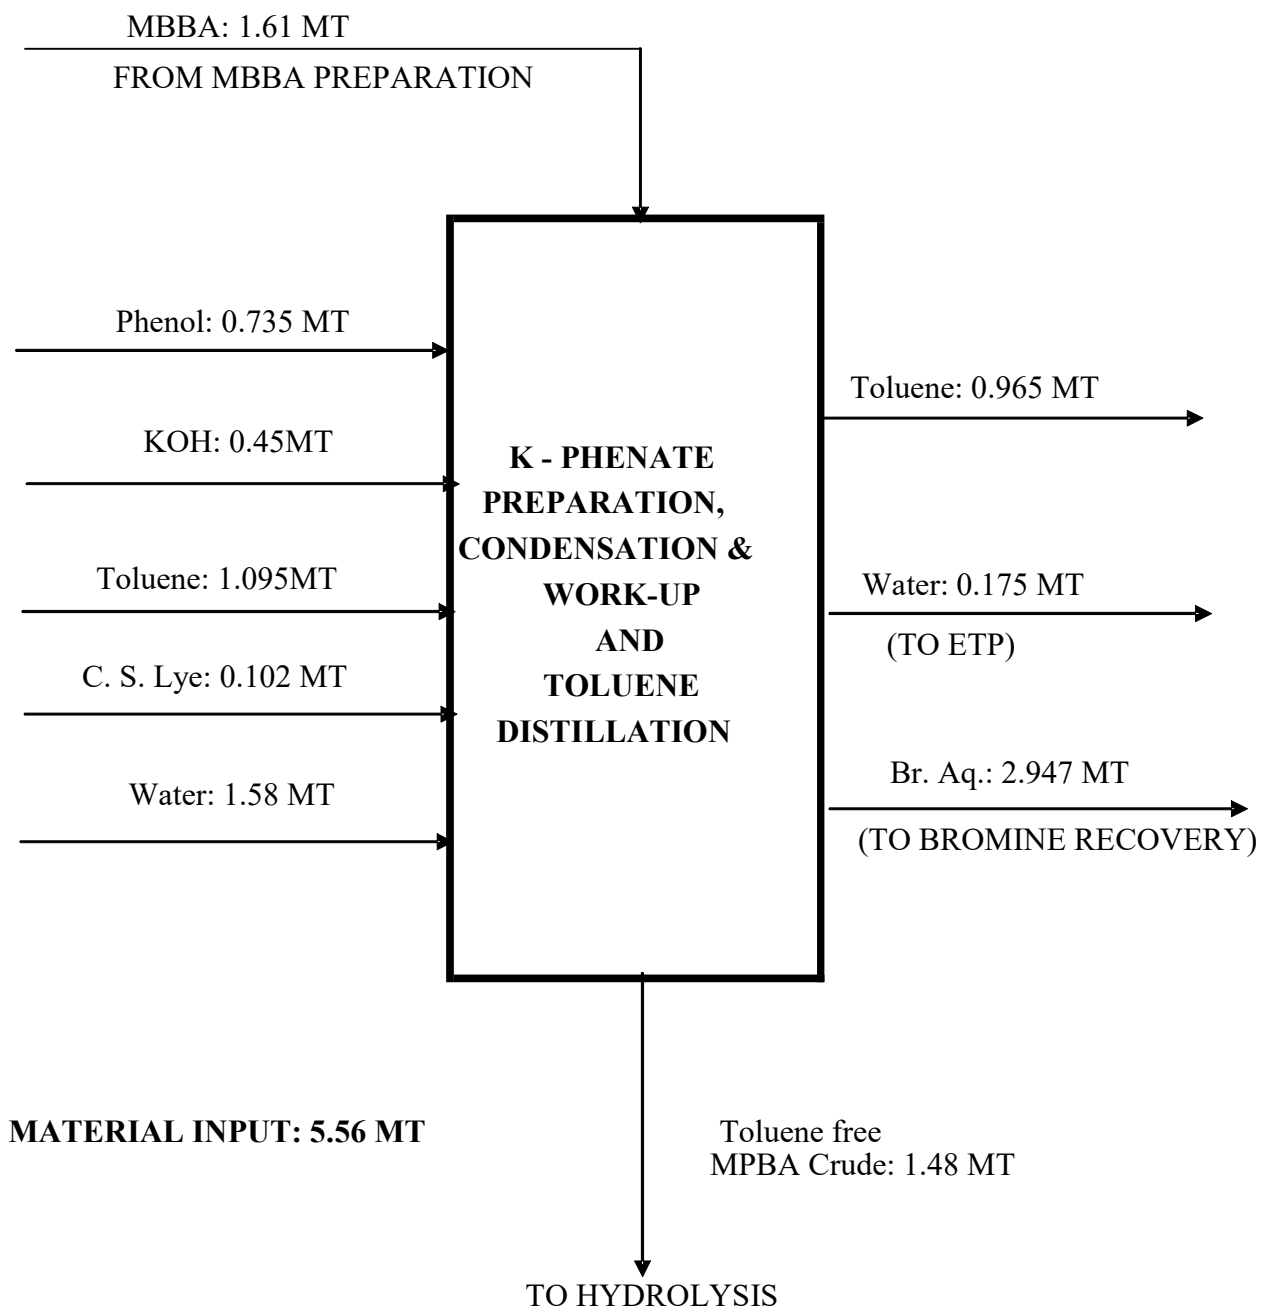 MBBA: 1.61 MT
FROM MBBA PREPARATION
Phenol: 0.735 MT
KOH: 0.45MT
Toluene: 1.095MT
C. S. Lye: 0.102 MT
Water: 1.58 MT
K - PHENATE
PREPARATION,
CONDENSATION &
WORK-UP
AND
TOLUENE
DISTILLATION
Toluene: 0.965 MT
Water: 0.175 MT
(TO ETP)
Br. Aq.: 2.947 MT
(TO BROMINE RECOVERY)
MATERIAL INPUT: 5.56 MT
Toluene free
MPBA Crude: 1.48 MT
TO HYDROLYSIS